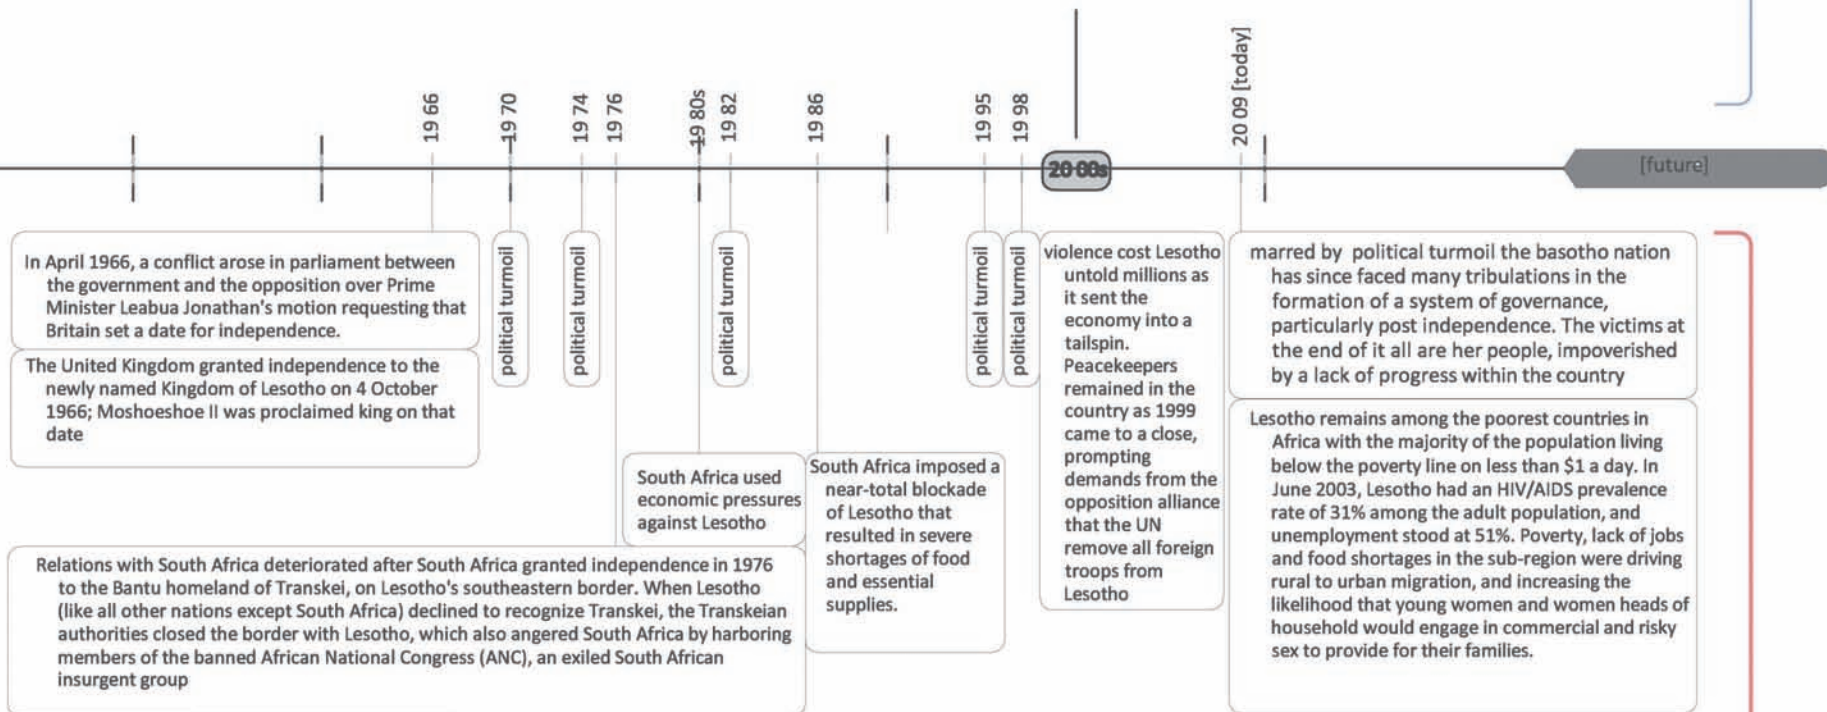 19 66
19 70
19 74
19 76
19 80s
19 82
19 86
19 95
19 98
20 00s
20 09 [today]
[future]
In April 1966, a conflict arose in parliament between
the government and the opposition over Prime
Minister Leabua Jonathan's motion requesting that
Britain set a date for independence.
The United Kingdom granted independence to the
newly named Kingdom of Lesotho on 4 October
1966; Moshoeshoe II was proclaimed king on that
date
political turmoil
political turmoil
political turmoil
political turmoil
political turmoil
South Africa used
economic pressures
against Lesotho
Relations with South Africa deteriorated after South Africa granted independence in 1976
to the Bantu homeland of Transkei, on Lesotho's southeastern border. When Lesotho
(like all other nations except South Africa) declined to recognize Transkei, the Transkeian
authorities closed the border with Lesotho, which also angered South Africa by harboring
members of the banned African National Congress (ANC), an exiled South African
insurgent group
South Africa imposed a
near-total blockade
of Lesotho that
resulted in severe
shortages of food
and essential
supplies.
violence cost Lesotho
untold millions as
it sent the
economy into a
tailspin.
Peacekeepers
remained in the
country as 1999
came to a close,
prompting
demands from the
opposition alliance
that the UN
remove all foreign
troops from
Lesotho
marred by political turmoil the basotho nation
has since faced many tribulations in the
formation of a system of governance,
particularly post independence. The victims at
the end of it all are her people, impoverished
by a lack of progress within the country
Lesotho remains among the poorest countries in
Africa with the majority of the population living
below the poverty line on less than $1 a day. In
June 2003, Lesotho had an HIV/AIDS prevalence
rate of 31% among the adult population, and
unemployment stood at 51%. Poverty, lack of jobs
and food shortages in the sub-region were driving
rural to urban migration, and increasing the
likelihood that young women and women heads of
household would engage in commercial and risky
sex to provide for their families.